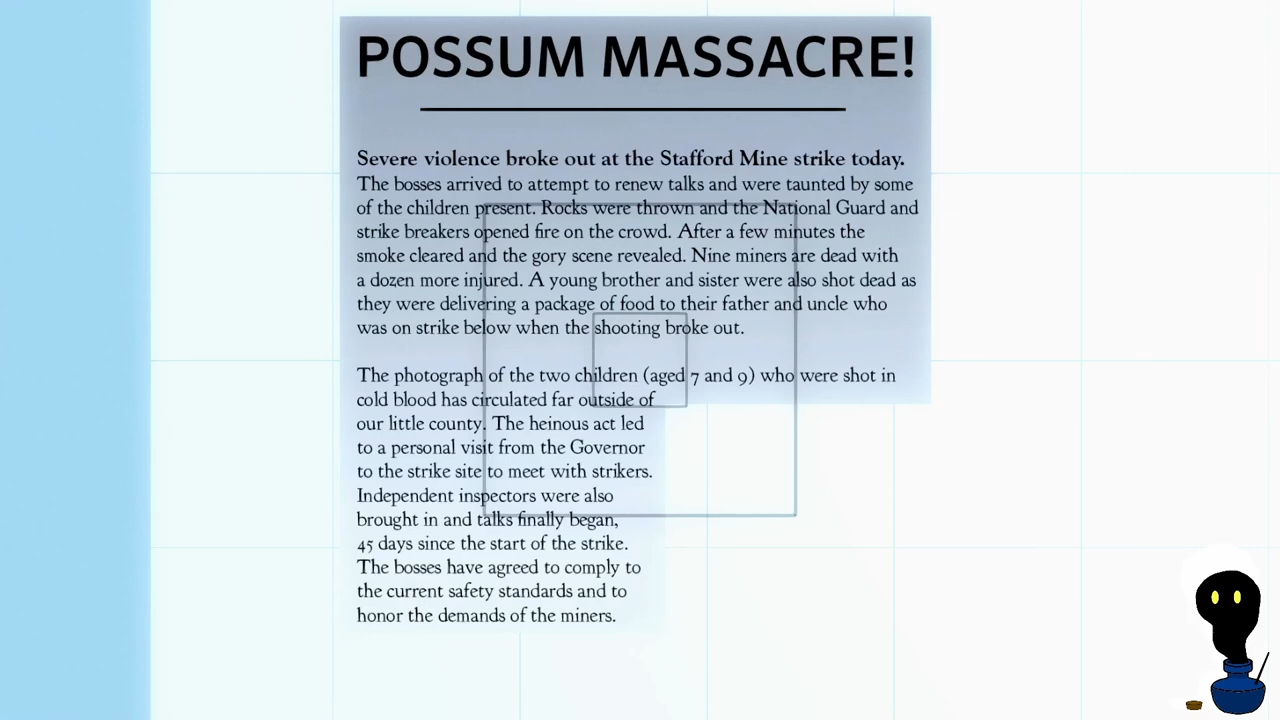 POSSUM MASSACRE!
Severe violence broke out at the Stafford Mine strike today.
The bosses arrived to attempt to renew talks and were taunted by some
of the children present. Rocks were thrown and the National Guard and
strike breakers opened fire on the crowd. After a few minutes the
smoke cleared and the gory scene revealed. Nine miners are dead with
a dozen more injured. A young brother and sister were also shot dead as
they were delivering a package of food to their father and uncle who
was on strike below when the shooting broke out.
The photograph of the two children (aged 7 and 9) who were shot in
cold blood has circulated far outside of
our little county. The heinous act led
to a personal visit from the Governor
to the strike site to meet with strikers.
Independent inspectors were also
brought in and talks finally began,
45 days since the start of the strike.
The bosses have agreed to comply to
the current safety standards and to
honor the demands of the miners.